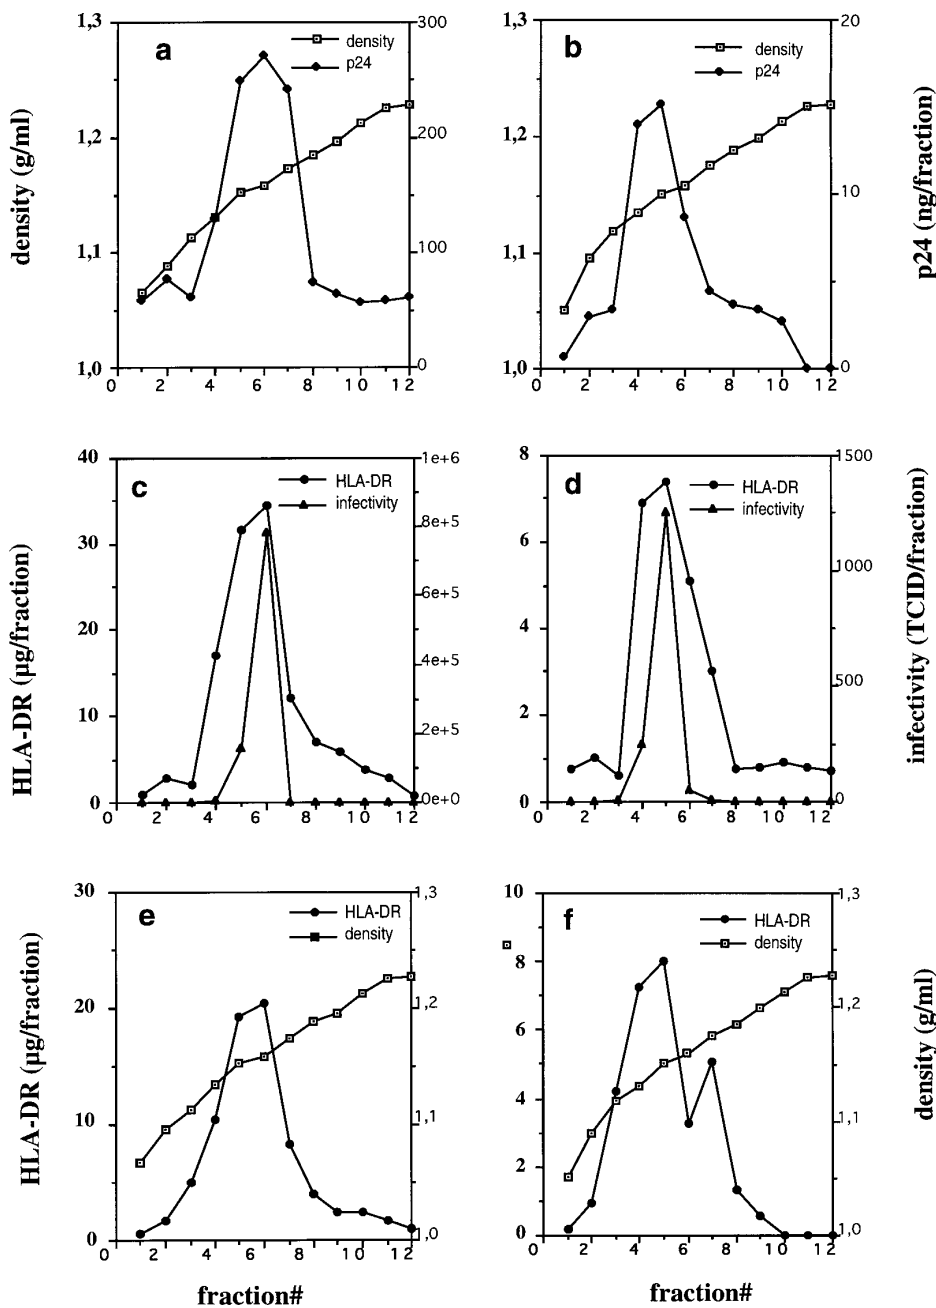 a
density
p24
1,3
1,2
1,1
1,0
300
200
100
0
0 2 4 6 8 10 12
density (g/ml)
b
density
p24
1,3
1,2
1,1
1,0
20
10
0
0 2 4 6 8 10 12
p24 (ng/fraction)
c
HLA-DR
infectivity
40
30
20
10
0
1e+6
8e+5
6e+5
4e+5
2e+5
0e+0
0 2 4 6 8 10 12
HLA-DR (µg/fraction)
d
HLA-DR
infectivity
8
6
4
2
0
1500
1000
500
0
0 2 4 6 8 10 12
infectivity (TCID/fraction)
e
HLA-DR
density
30
20
10
0
1,3
1,2
1,1
1,0
0 2 4 6 8 10 12
HLA-DR (µg/fraction)
fraction#
f
HLA-DR
density
10
8
6
4
2
0
1,3
1,2
1,1
1,0
0 2 4 6 8 10 12
density (g/ml)
fraction#